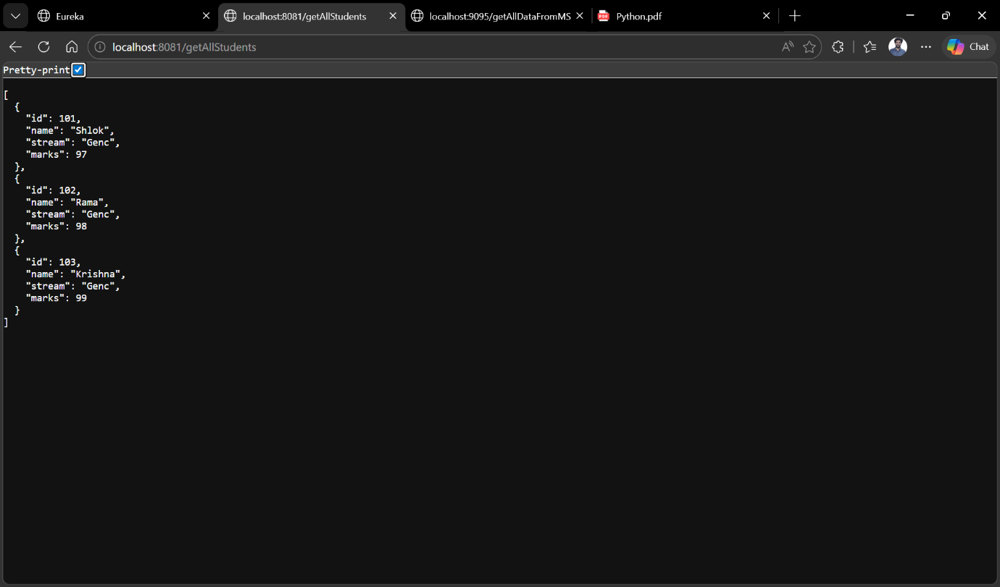 Eureka
localhost:8081/getAllStudents
localhost:9095/getAllDataFromMS
PDF
Python.pdf
localhost:8081/getAllStudents
Chat
Pretty-print
[
  {
    "id": 101,
    "name": "Shlok",
    "stream": "Genc",
    "marks": 97
  },
  {
    "id": 102,
    "name": "Rama",
    "stream": "Genc",
    "marks": 98
  },
  {
    "id": 103,
    "name": "Krishna",
    "stream": "Genc",
    "marks": 99
  }
]